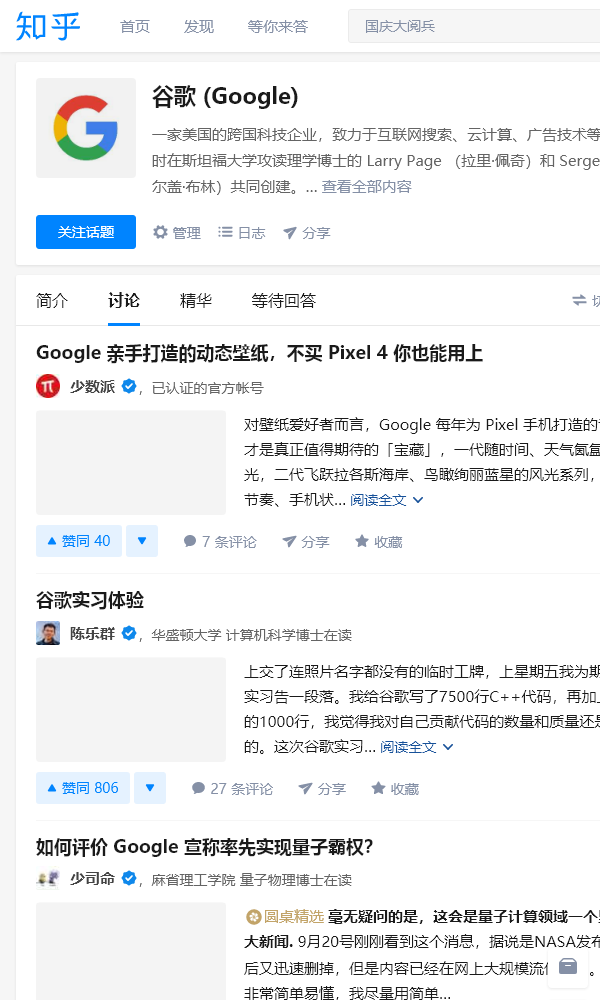 知乎 首页 发现 等你来答 国庆大阅兵
谷歌 (Google)
一家美国的跨国科技企业，致力于互联网搜索、云计算、广告技术等
时在斯坦福大学攻读理学博士的 Larry Page （拉里·佩奇）和 Serge
尔盖·布林）共同创建。... 查看全部内容
关注话题 管理 日志 分享
简介 讨论 精华 等待回答
Google 亲手打造的动态壁纸，不买 Pixel 4 你也能用上
少数派 ，已认证的官方帐号
对壁纸爱好者而言，Google 每年为 Pixel 手机打造的
才是真正值得期待的「宝藏」，一代随时间、天气氤氲
光，二代飞跃拉各斯海岸、鸟瞰绚丽蓝星的风光系列，
节奏、手机状... 阅读全文
赞同 40 7 条评论 分享 收藏
谷歌实习体验
陈乐群 ，华盛顿大学 计算机科学博士在读
上交了连照片名字都没有的临时工牌，上星期五我为期
实习告一段落。我给谷歌写了7500行C++代码，再加上
的1000行，我觉得我对自己贡献代码的数量和质量还是
的。这次谷歌实习... 阅读全文
赞同 806 27 条评论 分享 收藏
如何评价 Google 宣称率先实现量子霸权？
少司命 ，麻省理工学院 量子物理博士在读
圆桌精选 毫无疑问的是，这会是量子计算领域一个
大新闻. 9月20号刚刚看到这个消息，据说是NASA发布
后又迅速删掉，但是内容已经在网上大规模流 。
非常简单易懂，我尽量用简单...